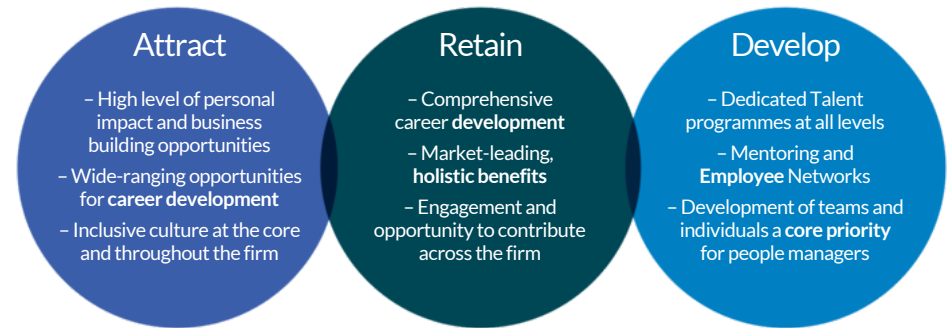 Attract
– High level of personal
impact and business
building opportunities
– Wide-ranging opportunities
for career development
– Inclusive culture at the core
and throughout the firm
Retain
– Comprehensive
career development
– Market-leading,
holistic benefits
– Engagement and
opportunity to contribute
across the firm
Develop
– Dedicated Talent
programmes at all levels
– Mentoring and
Employee Networks
– Development of teams and
individuals a core priority
for people managers